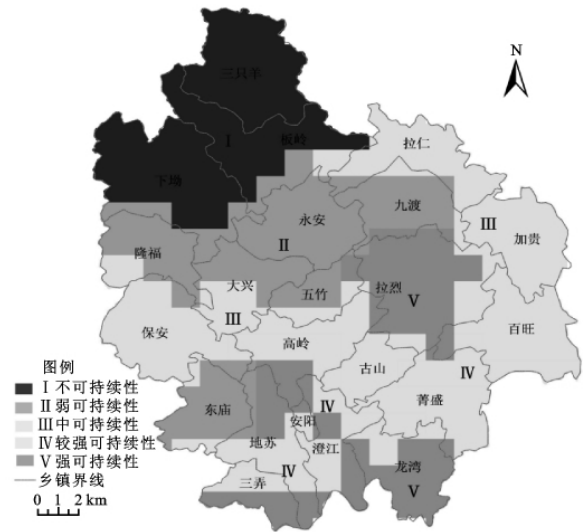 N
三只羊
I
板岭
拉仁
下坳
永安
九渡
III
加贵
II
隆福
大兴
五竹
拉烈
V
III
保安
高岭
百旺
图例
I 不可持续性
古山
IV
II 弱可持续性
菁盛
III 中可持续性
东庙
IV
安阳
IV 较强可持续性
地苏
澄江
V 强可持续性
IV
龙湾
乡镇界线
三弄
V
0 1 2 km